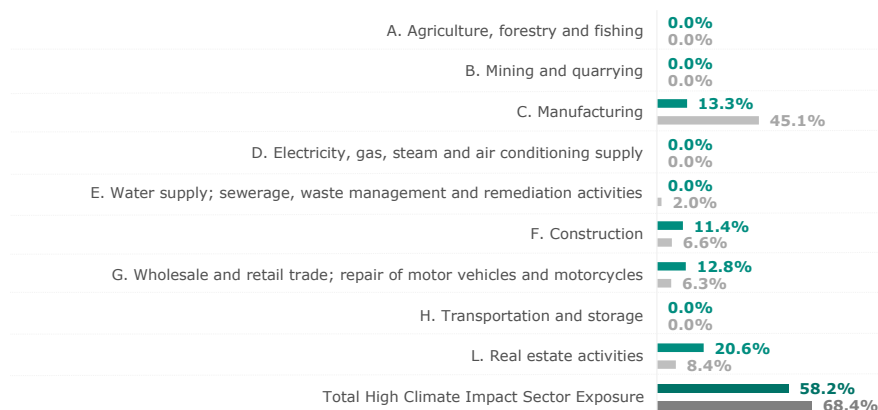 A. Agriculture, forestry and fishing
0.0%
0.0%
B. Mining and quarrying
0.0%
0.0%
C. Manufacturing
13.3%
45.1%
D. Electricity, gas, steam and air conditioning supply
0.0%
0.0%
E. Water supply; sewerage, waste management and remediation activities
0.0%
2.0%
F. Construction
11.4%
6.6%
G. Wholesale and retail trade; repair of motor vehicles and motorcycles
12.8%
6.3%
H. Transportation and storage
0.0%
0.0%
L. Real estate activities
20.6%
8.4%
Total High Climate Impact Sector Exposure
58.2%
68.4%